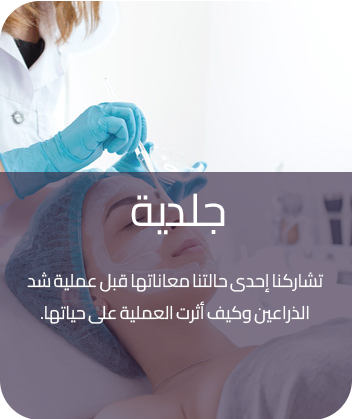 جلدية
تشاركنا إحدى حالتنا معاناتها قبل عملية شد
الذراعين وكيف أثرت العملية على حياتها.